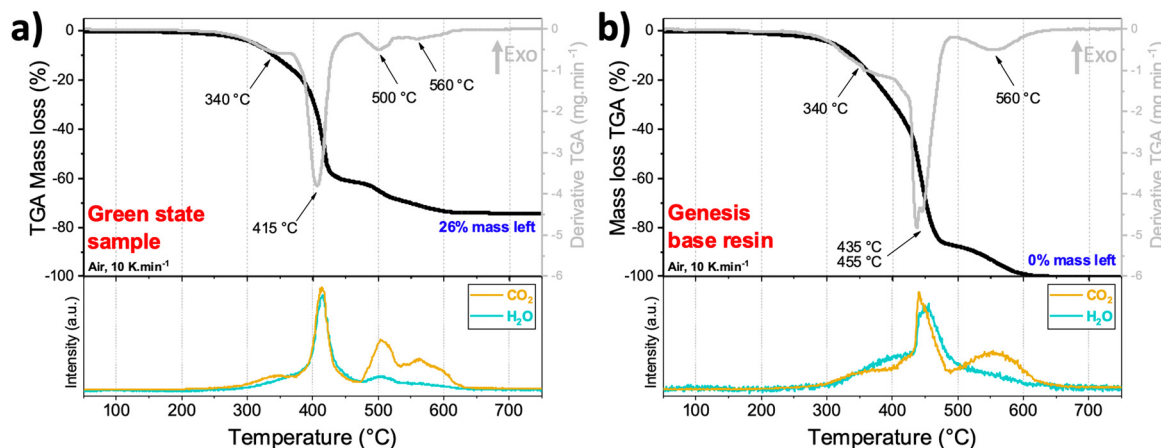 a)
TGA Mass loss (%)
0
-20
-40
-60
-80
-100
340 °C
415 °C
500 °C
560 °C
Exo
Green state
sample
Air, 10 K.min⁻¹
26% mass left
0
-1
-2
-3
-4
-5
-6
Derivative TGA (mg.min⁻¹)
Intensity (a.u.)
CO₂
H₂O
100 200 300 400 500 600 700
Temperature (°C)
b)
Mass loss TGA (%)
0
-20
-40
-60
-80
-100
340 °C
435 °C
455 °C
560 °C
Exo
Genesis
base resin
Air, 10 K.min⁻¹
0% mass left
0
-1
-2
-3
-4
-5
-6
Derivative TGA (mg.min⁻¹)
Intensity (a.u.)
CO₂
H₂O
100 200 300 400 500 600 700
Temperature (°C)